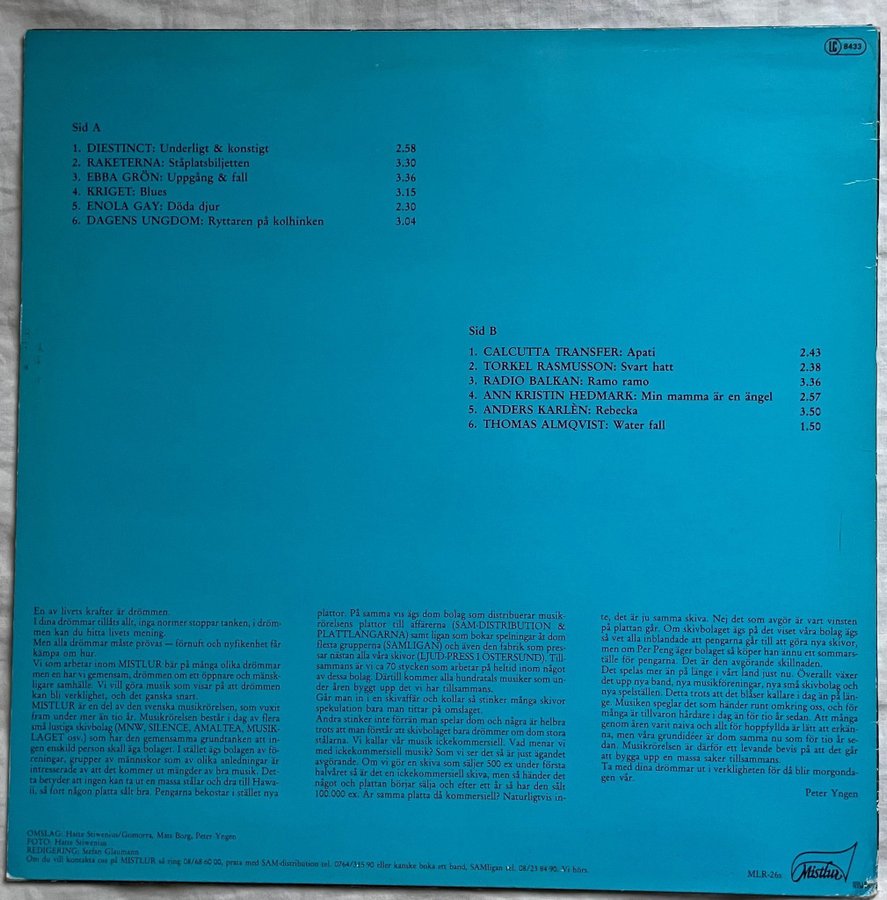 LC 8433
Sid A
1. DIESTINCT: Underligt & konstigt 2.58
2. RAKETERNA: Ståplatsbiljetten 3.30
3. EBBA GRÖN: Uppgång & fall 3.36
4. KRIGET: Blues 3.15
5. ENOLA GAY: Döda djur 2.30
6. DAGENS UNGDOM: Ryttaren på kolhinken 3.04
Sid B
1. CALCUTTA TRANSFER: Apati 2.43
2. TORKEL RASMUSSON: Svart hatt 2.38
3. RADIO BALKAN: Ramo ramo 3.36
4. ANN KRISTIN HEDMARK: Min mamma är en ängel 2.57
5. ANDERS KARLÈN: Rebecka 3.50
6. THOMAS ALMQVIST: Water fall 1.50
En av livets krafter är drömmen.
I dina drömmar tillåts allt, inga normer stoppar tanken, i dröm-
men kan du hitta livets mening.
Men alla drömmar måste prövas — förnuft och nyfikenhet får
kämpa om hur.
Vi som arbetar inom MISTLUR bär på många olika drömmar
men en har vi gemensam, drömmen om ett öppnare och mänsk-
ligare samhälle. Vi vill göra musik som visar på att drömmen
kan bli verklighet, och det ganska snart.
MISTLUR är en del av den svenska musikrörelsen, som vuxit
fram under mer än tio år. Musikrörelsen består i dag av flera
små lustiga skivbolag (MNW, SILENCE, AMALTEA, MUSIK-
LAGET osv.) som har den gemensamma grundtanken att in-
gen enskild person skall äga bolaget. I stället ägs bolagen av fö-
reningar, grupper av människor som av olika anledningar är
intresserade av att det kommer ut mängder av bra musik. Det-
ta betyder att ingen kan ta ut en massa stålar och dra till Hawa-
ii, så fort någon platta sålt bra. Pengarna bekostar i stället nya
plattor. På samma vis ägs dom bolag som distribuerar musik-
rörelsens plattor till affärerna (SAM-DISTRIBUTION &
PLATTLANGARNA) samt ligan som bokar spelningar åt dom
flesta grupperna (SAMLIGAN) och även den fabrik som pres-
sar nästan alla våra skivor (LJUD-PRESS I ÖSTERSUND). Till-
sammans är vi ca 70 stycken som arbetar på heltid inom något
av dessa bolag. Därtill kommer alla hundratals musiker som un-
der åren byggt upp det vi har tillsammans.
Går man in i en skivaffär och kollar så stinker många skivor
spekulation bara man tittar på omslaget.
Andra stinker inte förrän man spelar dom och några är helbra
trots att man förstår att skivbolaget bara drömmer om dom stora
stålarna. Vi kallar vår musik ickekommersiell. Vad menar vi
med ickekommersiell musik? Som vi ser det så är just ägandet
avgörande. Om vi gör en skiva som säljer 500 ex under första
halvåret så är det en ickekommersiell skiva, men så händer det
något och plattan börjar sälja och efter ett år så har den sålt
100.000 ex. Är samma platta då kommersiell? Naturligtvis in-
te, det är ju samma skiva. Nej det som avgör är vart vinsten
på plattan går. Om skivbolaget ägs på det viset våra bolag ägs
så vet alla inblandade att pengarna går till att göra nya skivor,
men om Per Peng äger bolaget så köper han ännu ett sommars-
tälle för pengarna. Det är den avgörande skillnaden.
Det spelas mer än på länge i vårt land just nu. Överallt växer
det upp nya band, nya musikföreningar, nya små skivbolag och
nya spelställen. Detta trots att det blåser kallare i dag än på län-
ge. Musiken speglar det som händer runt omkring oss, och för
många är tillvaron hårdare i dag än för tio år sedan. Att många
genom åren varit naiva och allt för hoppfyllda är lätt att erkän-
na, men våra grundidéer är dom samma nu som för tio år se-
dan. Musikrörelsen är därför ett levande bevis på att det går
att bygga upp en massa saker tillsammans.
Ta med dina drömmar ut i verkligheten för då blir morgonda-
gen vår.
Peter Yngen
OMSLAG: Hatte Stiwenius/Gomorra, Mats Borg, Peter Yngen
FOTO: Hatte Stiwenius
REDIGERING: Stefan Glaumann
Om du vill kontakta oss på MISTLUR så ring 08/68 60 00, prata med SAM-distribution tel. 0764/315 90 eller kanske boka ett band, SAMligan tel. 08/23 84 90. Vi hörs.
MLR-26s
Mistlur